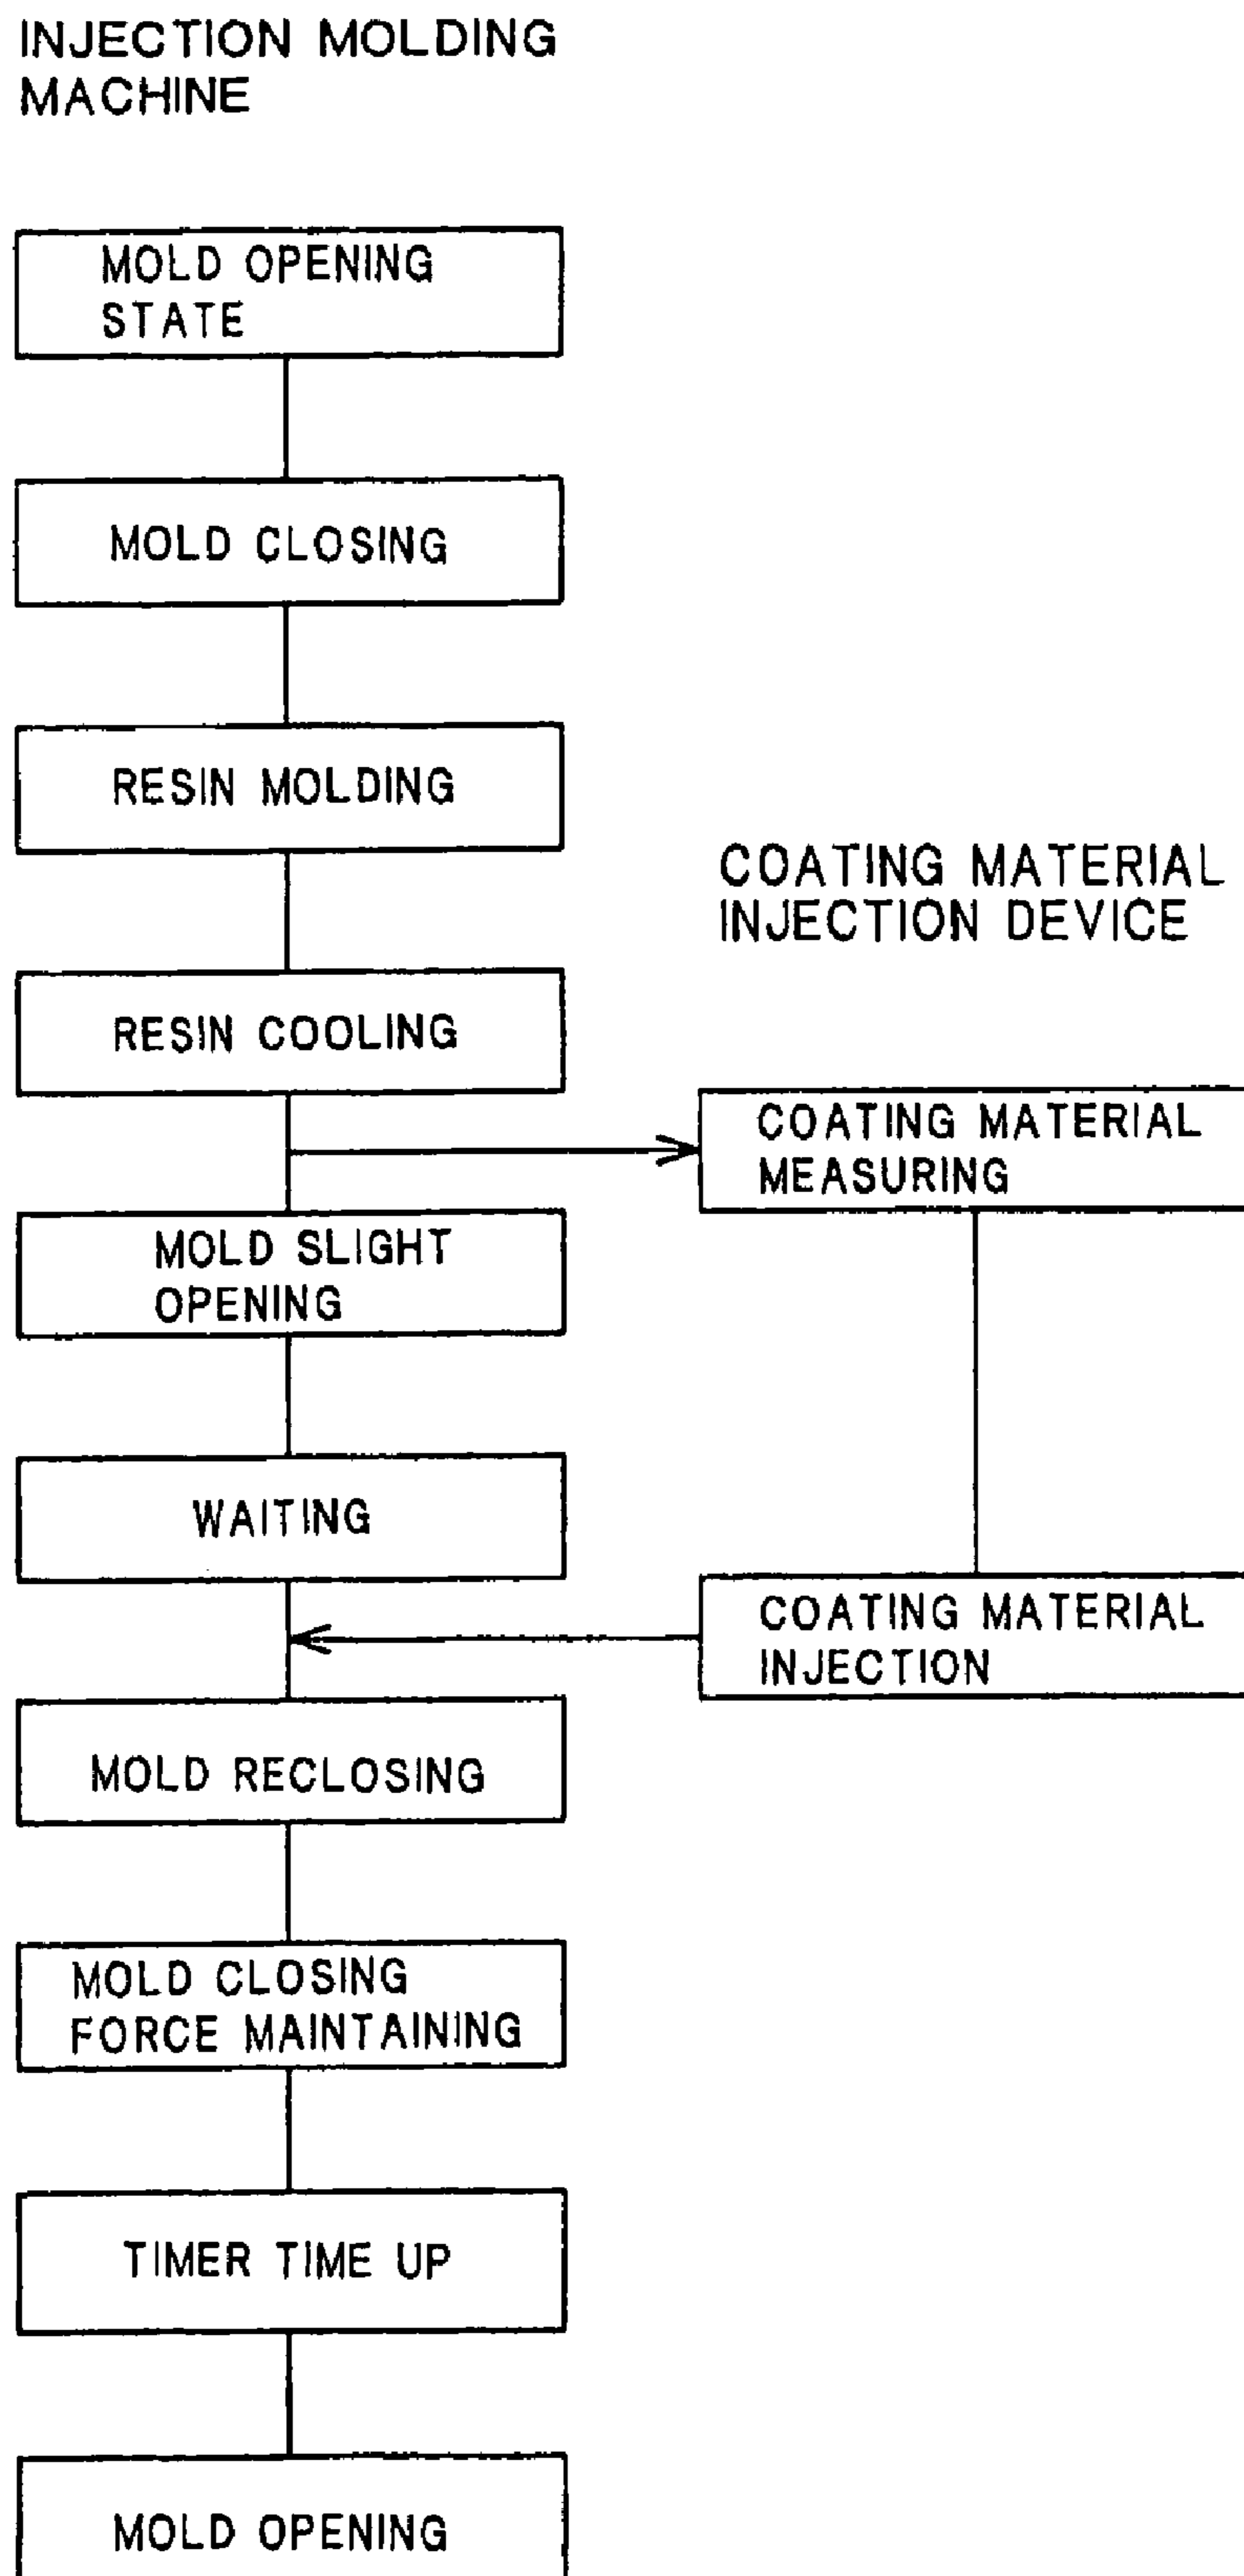 INJECTION MOLDING
MACHINE
MOLD OPENING
STATE
MOLD CLOSING
RESIN MOLDING
COATING MATERIAL
INJECTION DEVICE
RESIN COOLING
COATING MATERIAL
MEASURING
MOLD SLIGHT
OPENING
WAITING
COATING MATERIAL
INJECTION
MOLD RECLOSING
MOLD CLOSING
FORCE MAINTAINING
TIMER TIME UP
MOLD OPENING